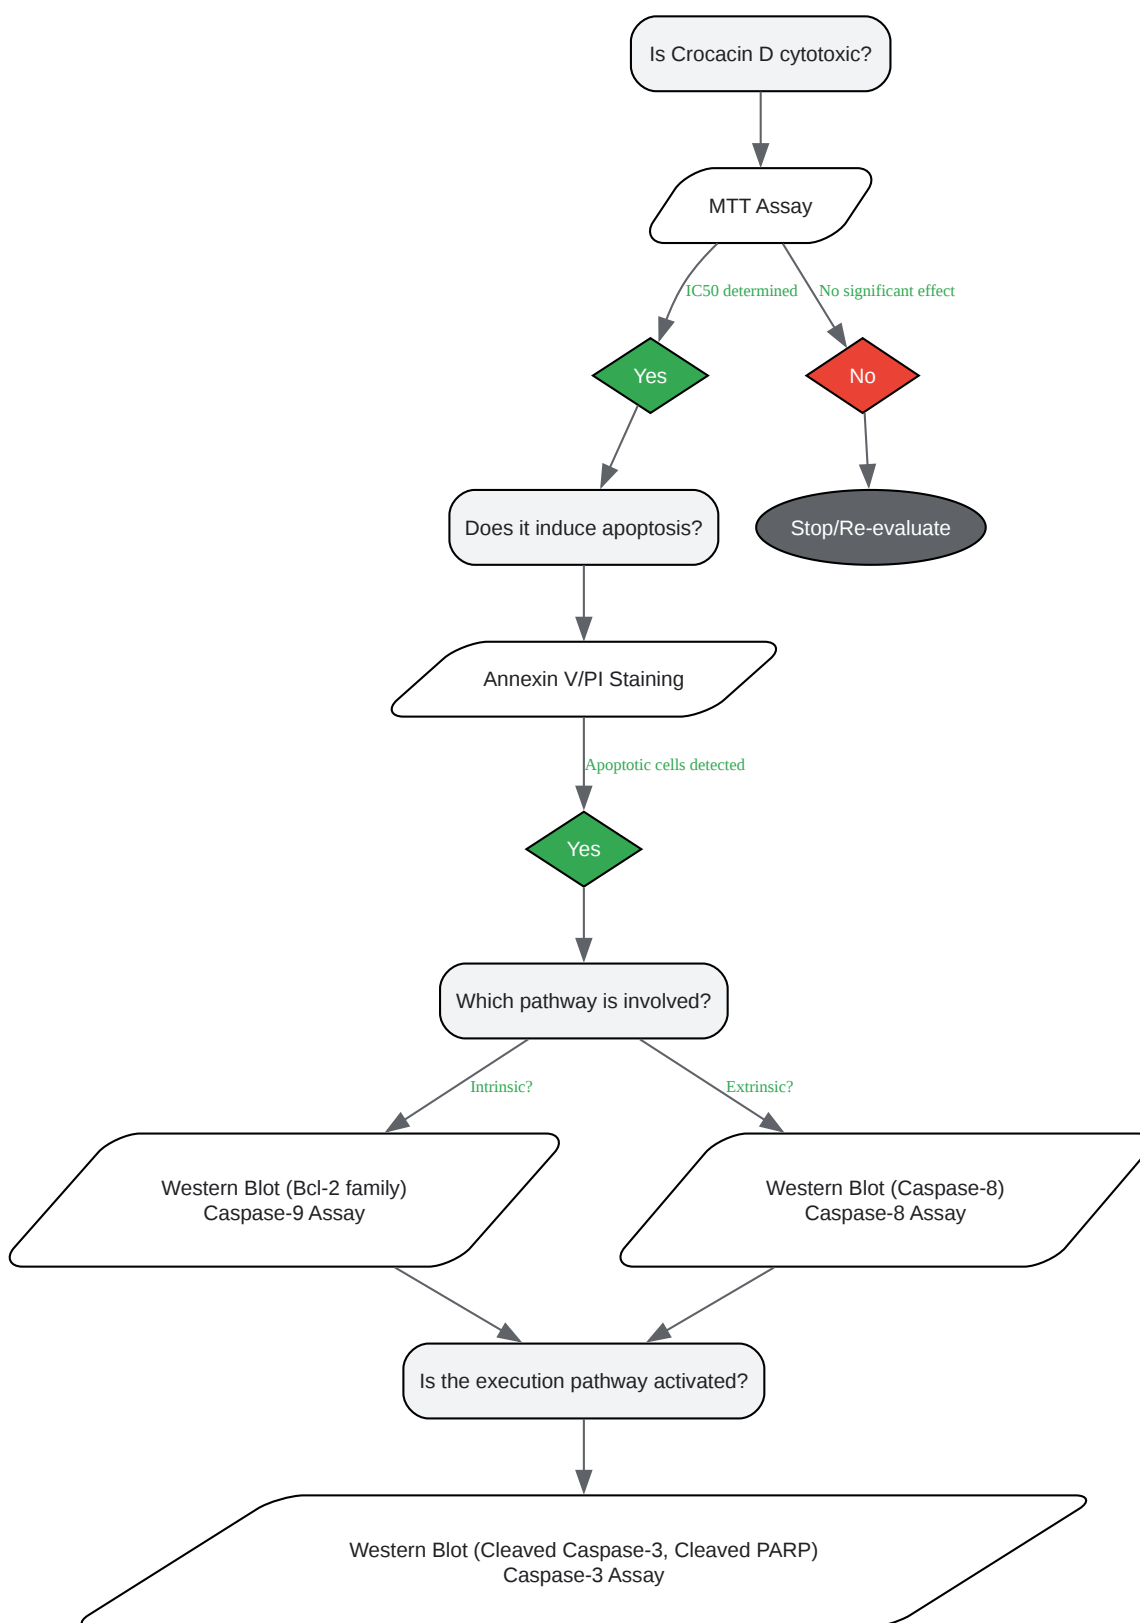 Is Crocacin D cytotoxic?
MTT Assay
IC50 determined
No significant effect
Yes
No
Does it induce apoptosis?
Stop/Re-evaluate
Annexin V/PI Staining
Apoptotic cells detected
Yes
Which pathway is involved?
Intrinsic?
Extrinsic?
Western Blot (Bcl-2 family)
Caspase-9 Assay
Western Blot (Caspase-8)
Caspase-8 Assay
Is the execution pathway activated?
Western Blot (Cleaved Caspase-3, Cleaved PARP)
Caspase-3 Assay